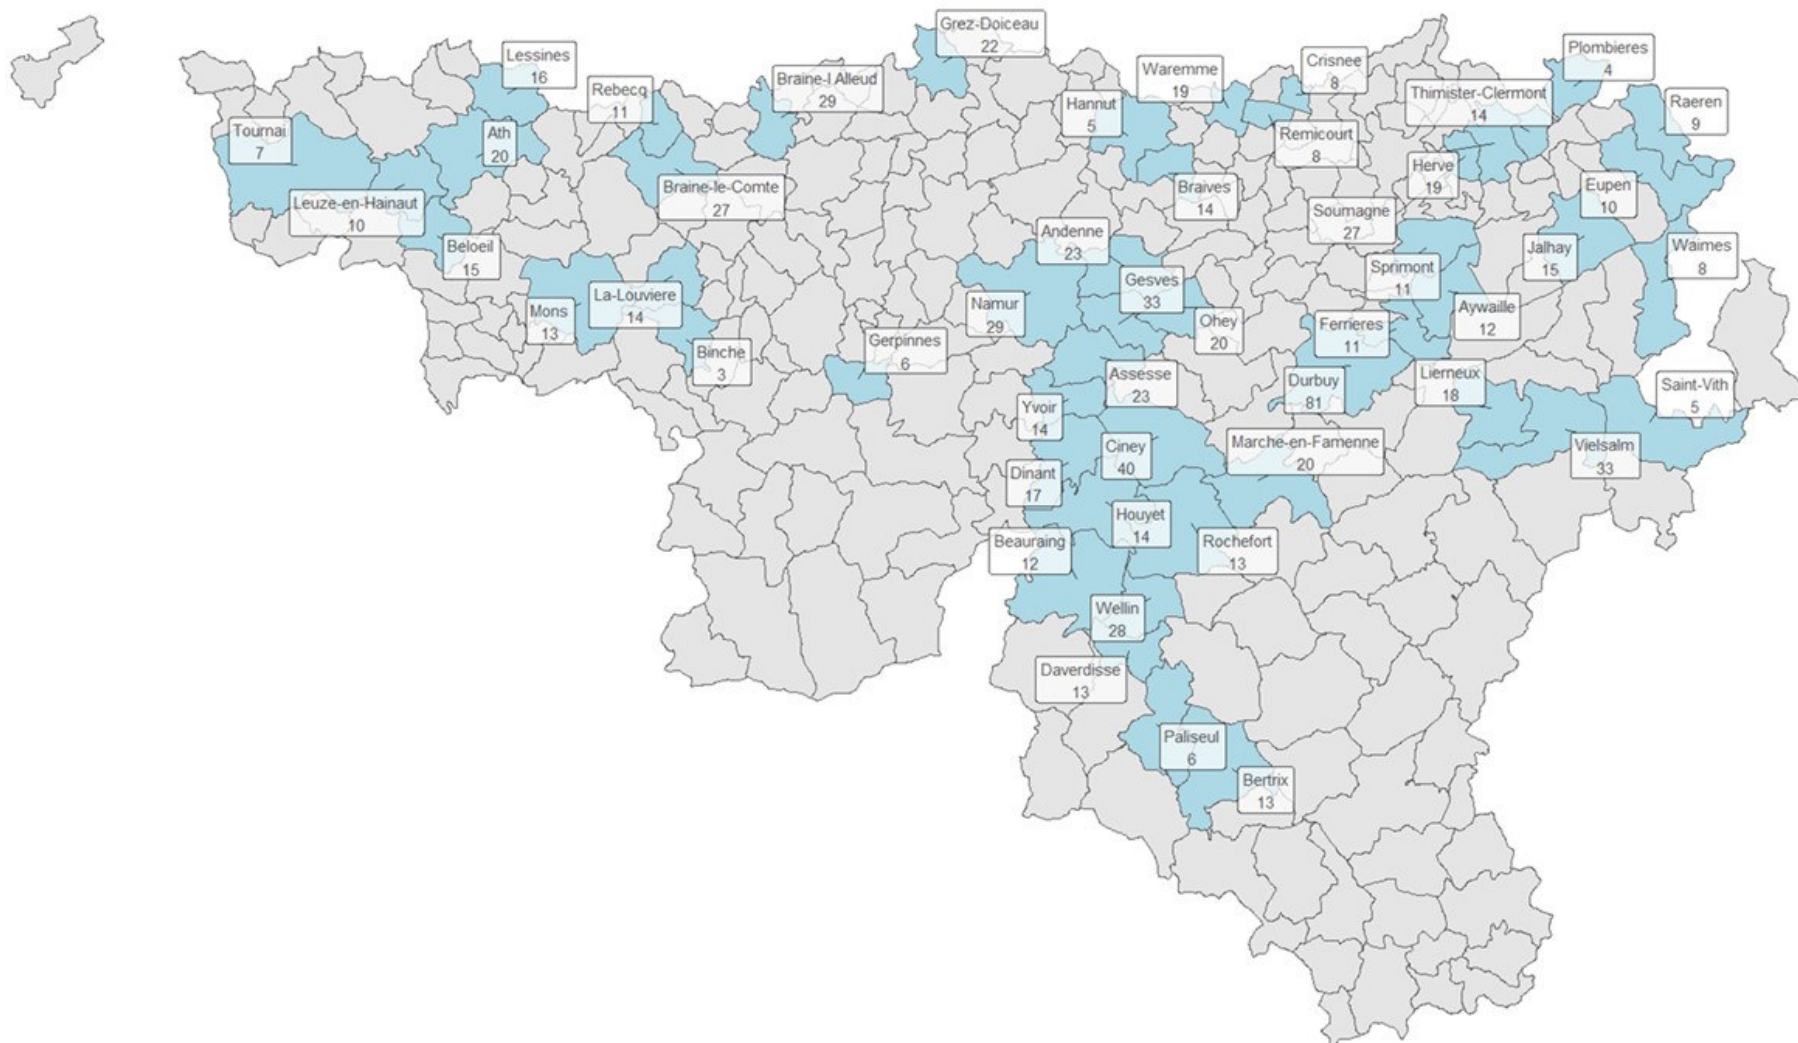 Grez-Doiceau
22
Lessines
16
Plombieres
4
Crisnee
8
Waremme
19
Braine-l Alleud
29
Rebecq
11
Thimister-Clermont
14
Raeren
9
Hannut
5
Tournai
7
Ath
20
Remicourt
8
Herve
19
Eupen
10
Braine-le-Comte
27
Braives
14
Leuze-en-Hainaut
10
Soumagne
27
Andenne
23
Beloeil
15
Jalhay
15
Waimes
8
Sprimont
11
Gesves
33
La-Louviere
14
Namur
29
Mons
13
Aywaille
12
Ohey
20
Ferrieres
11
Gerpinnes
6
Binche
3
Assesse
23
Durbuy
81
Lierneux
18
Saint-Vith
5
Yvoir
14
Ciney
40
Marche-en-Famenne
20
Vielsalm
33
Dinant
17
Houyet
14
Beauraing
12
Rochefort
13
Wellin
28
Daverdisse
13
Paliseul
6
Bertrix
13